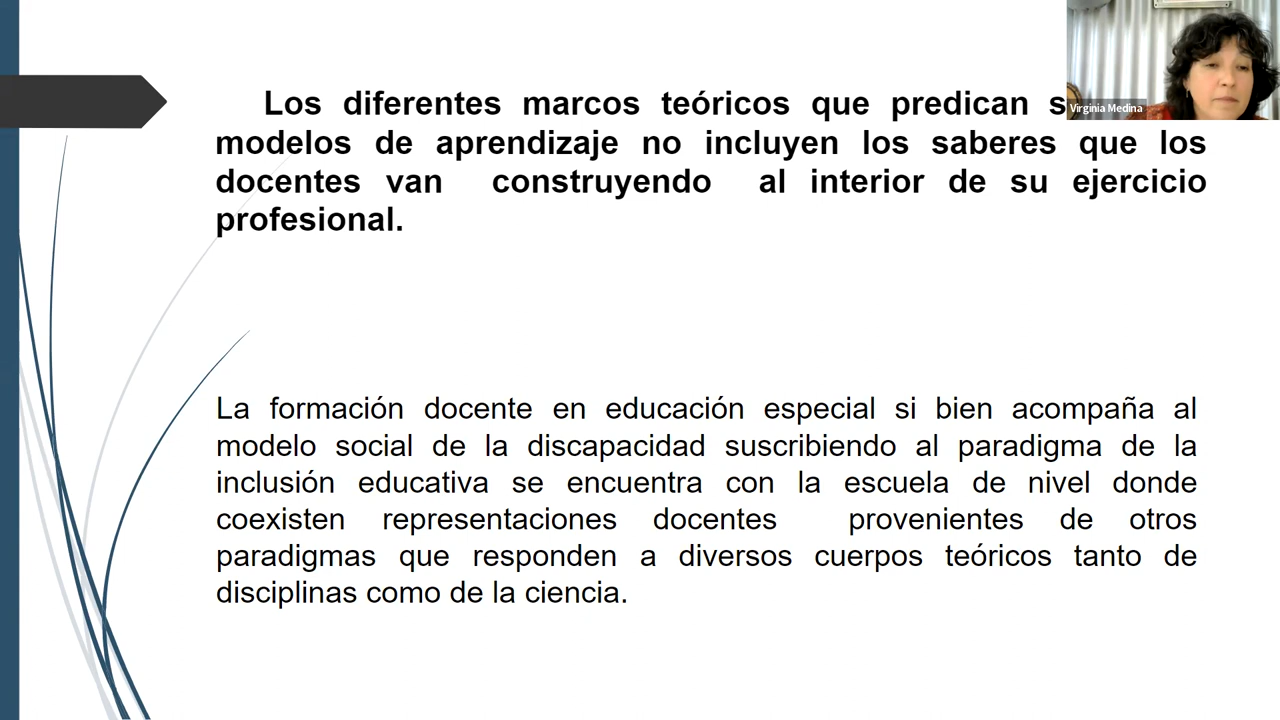 Los diferentes marcos teóricos que predican
Virginia Medina
modelos de aprendizaje no incluyen los saberes que los
docentes van construyendo al interior de su ejercicio
profesional.
La formación docente en educación especial si bien acompaña al
modelo social de la discapacidad suscribiendo al paradigma de la
inclusión educativa se encuentra con la escuela de nivel donde
coexisten representaciones docentes provenientes de otros
paradigmas que responden a diversos cuerpos teóricos tanto de
disciplinas como de la ciencia.